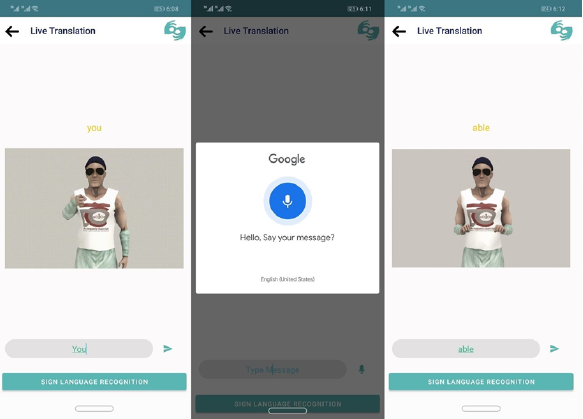 6:08
Live Translation
you
You
SIGN LANGUAGE RECOGNITION
6:11
Live Translation
Google
Hello, Say your message?
English (United States)
Type Message
SIGN LANGUAGE RECOGNITION
6:12
Live Translation
able
able
SIGN LANGUAGE RECOGNITION